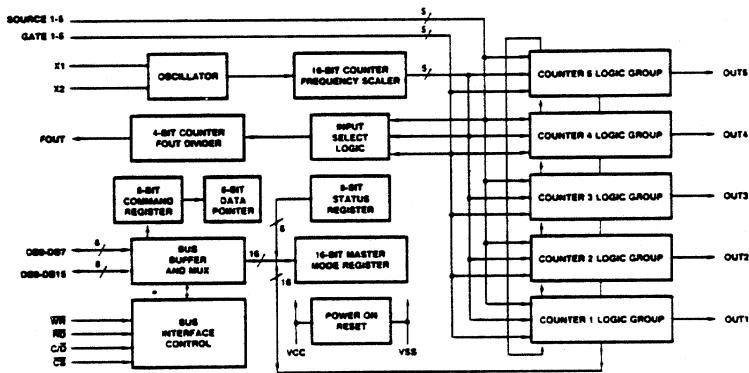 SOURCE 1-5
5
GATE 1-5
5
X1
X2
OSCILLATOR
16-BIT COUNTER
FREQUENCY SCALER
5
COUNTER 5 LOGIC GROUP
OUT5
FOUT
4-BIT COUNTER
FOUT DIVIDER
INPUT
SELECT
LOGIC
COUNTER 4 LOGIC GROUP
OUT4
8-BIT
COMMAND
REGISTER
6-BIT
DATA
POINTER
8-BIT
STATUS
REGISTER
COUNTER 3 LOGIC GROUP
OUT3
8
DB0-DB7
8
DB8-DB15
8
BUS
BUFFER
AND MUX
16
16-BIT MASTER
MODE REGISTER
16
COUNTER 2 LOGIC GROUP
OUT2
WR
RD
C/D
CS
BUS
INTERFACE
CONTROL
POWER ON
RESET
VCC
VSS
COUNTER 1 LOGIC GROUP
OUT1